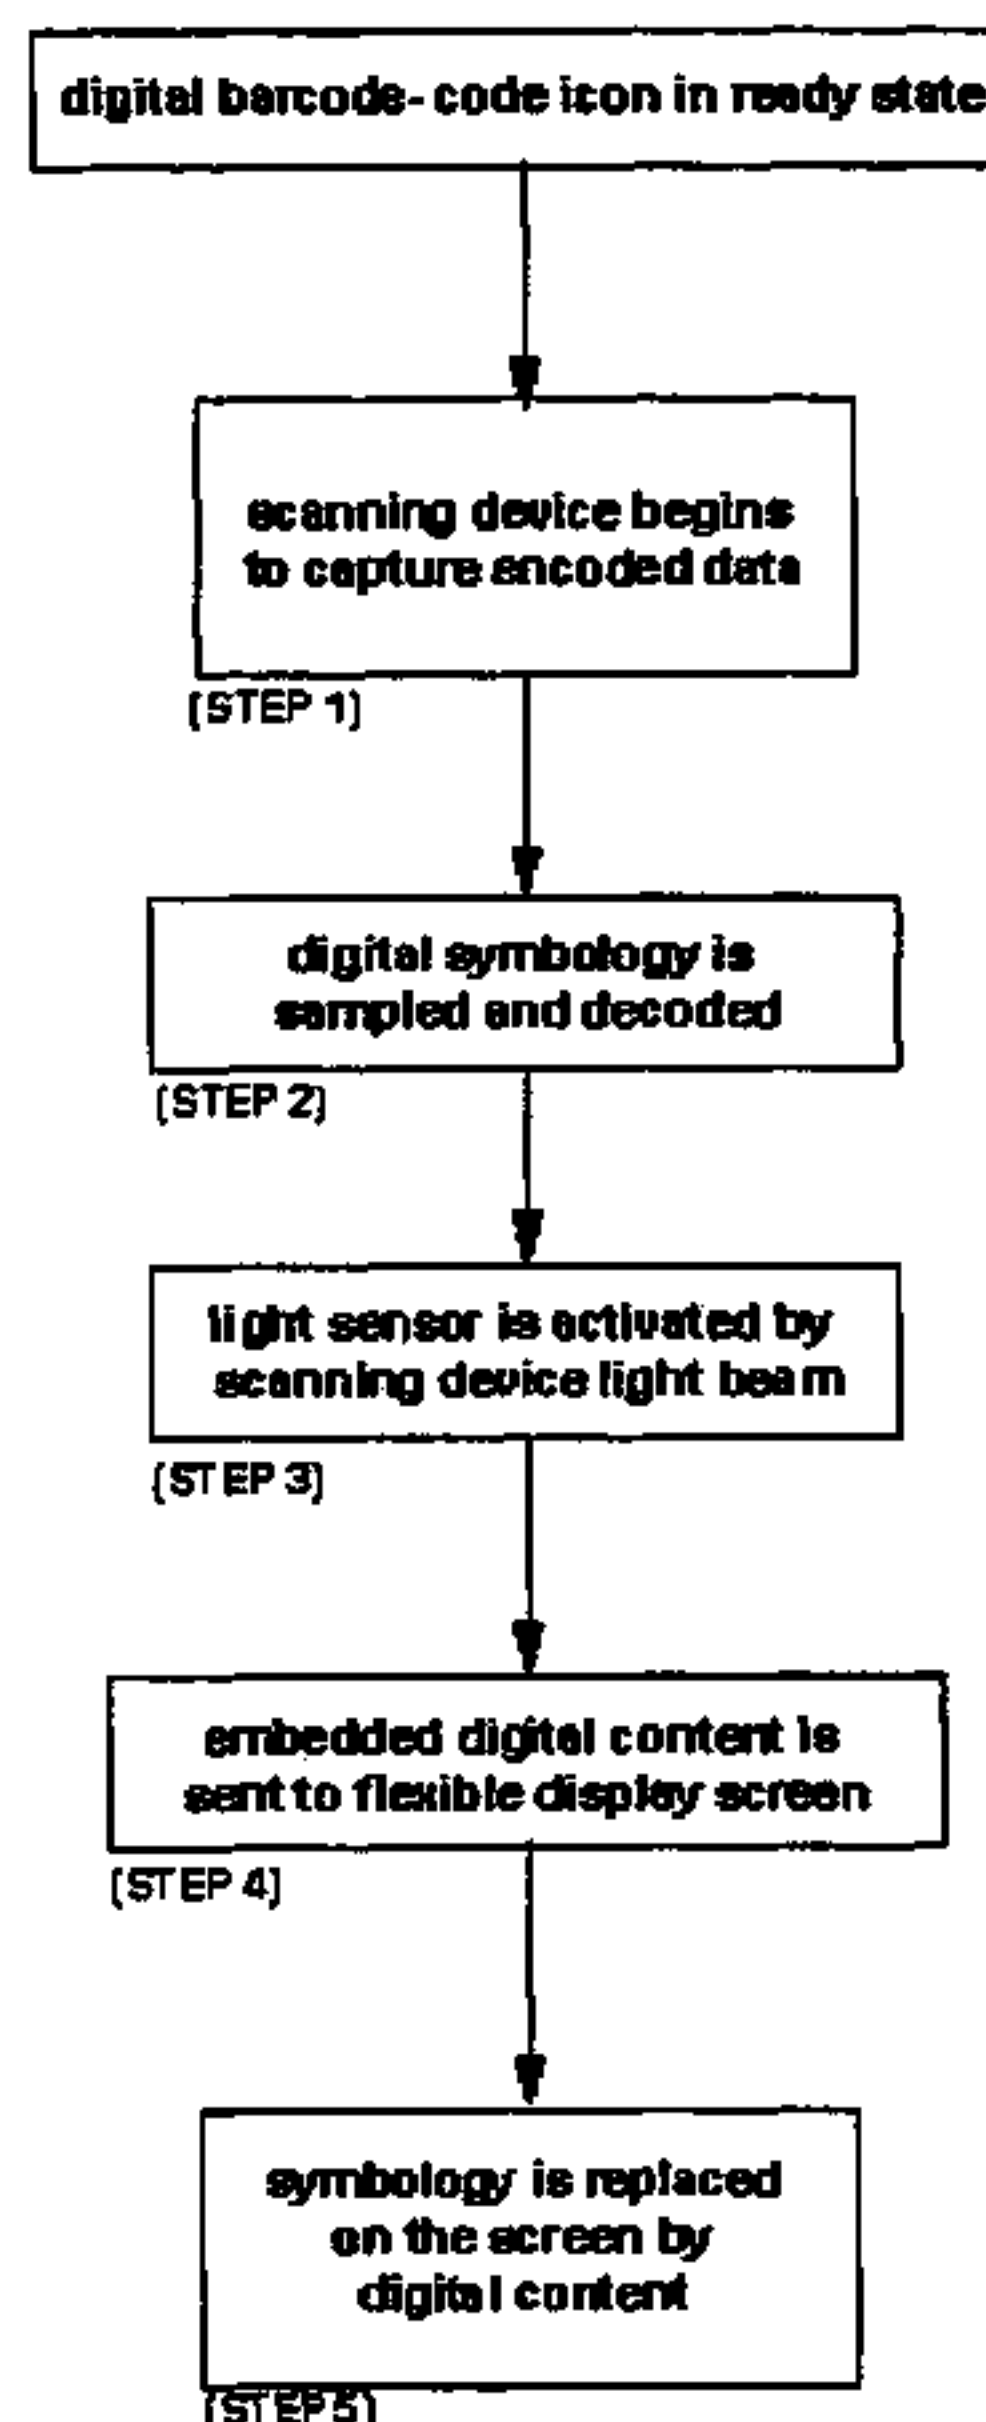 digital barcode- code icon in ready state
scanning device begins
to capture encoded data
(STEP 1)
digital symbology is
sampled and decoded
(STEP 2)
light sensor is activated by
scanning device light beam
(STEP 3)
embedded digital content is
sent to flexible display screen
(STEP 4)
symbology is replaced
on the screen by
digital content
(STEP 5)